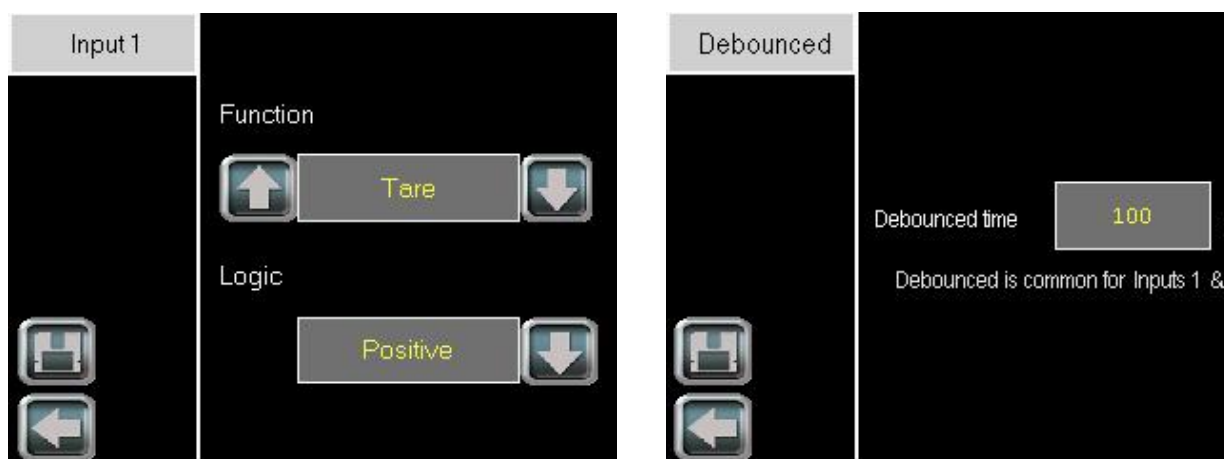 Input 1
Function
Tare
Logic
Positive
Debounced
Debounced time
100
Debounced is common for Inputs 1 &